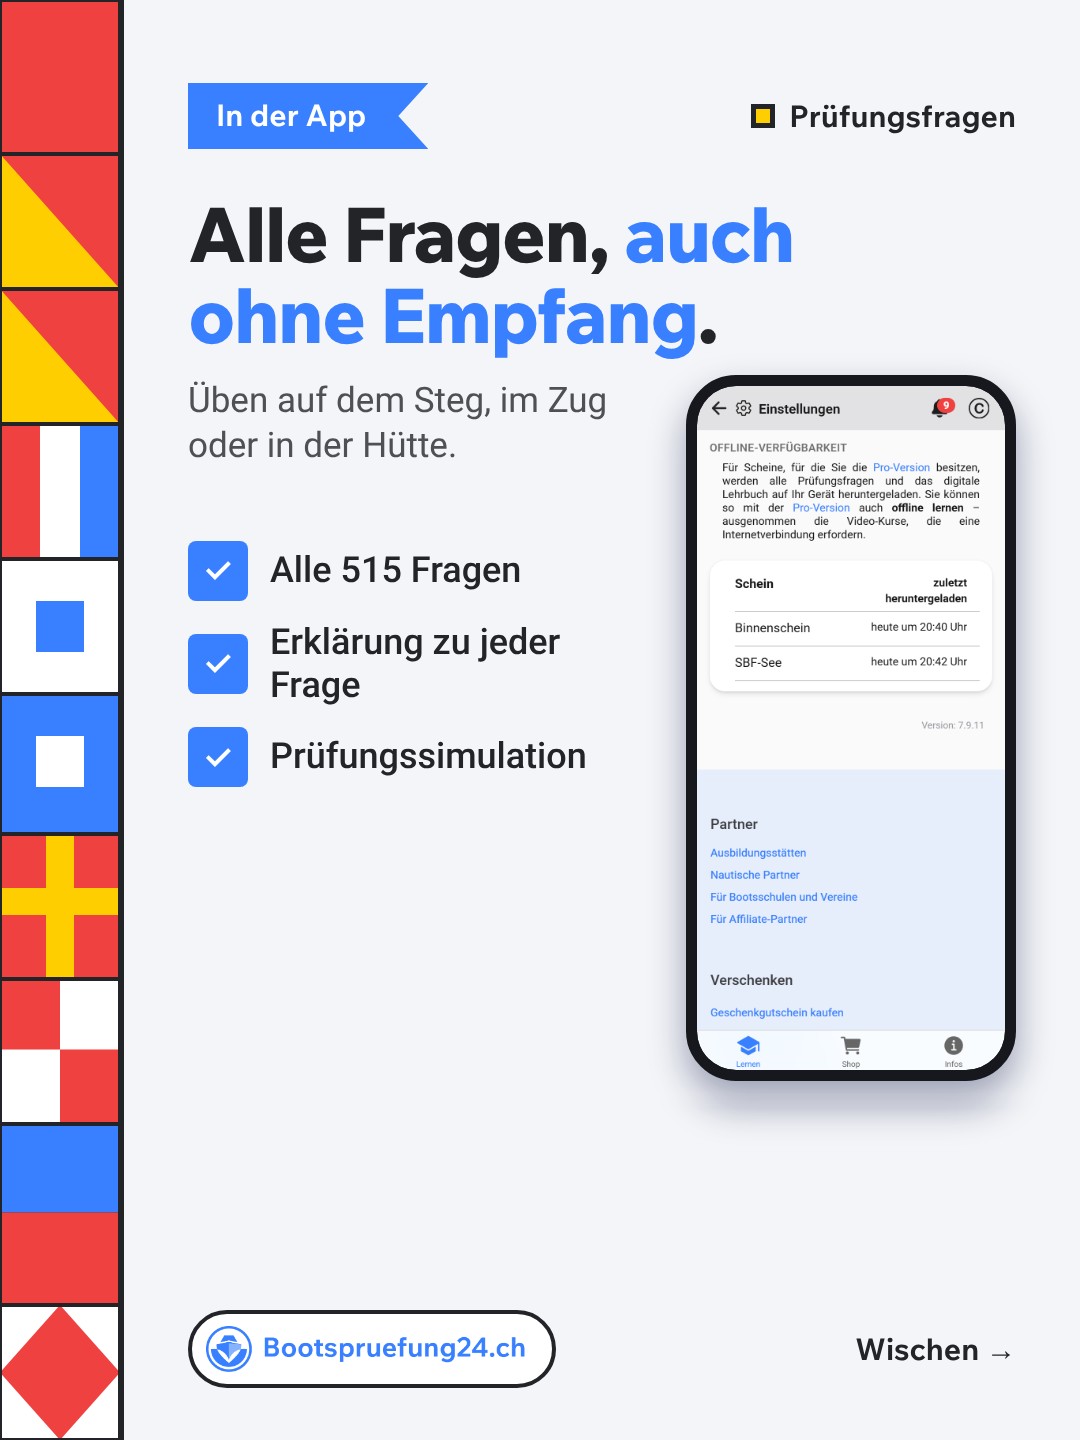 In der App
Prüfungsfragen
Alle Fragen, auch
ohne Empfang.
Üben auf dem Steg, im Zug
oder in der Hütte.
Alle 515 Fragen
Erklärung zu jeder
Frage
Prüfungssimulation
Einstellungen
9
C
OFFLINE-VERFÜGBARKEIT
Für Scheine, für die Sie die Pro-Version besitzen,
werden alle Prüfungsfragen und das digitale
Lehrbuch auf Ihr Gerät heruntergeladen. Sie können
so mit der Pro-Version auch offline lernen –
ausgenommen die Video-Kurse, die eine
Internetverbindung erfordern.
Schein zuletzt
heruntergeladen
Binnenschein heute um 20:40 Uhr
SBF-See heute um 20:42 Uhr
Version: 7.9.11
Partner
Ausbildungsstätten
Nautische Partner
Für Bootsschulen und Vereine
Für Affiliate-Partner
Verschenken
Geschenkgutschein kaufen
Lernen Shop Infos
Bootspruefung24.ch
Wischen →